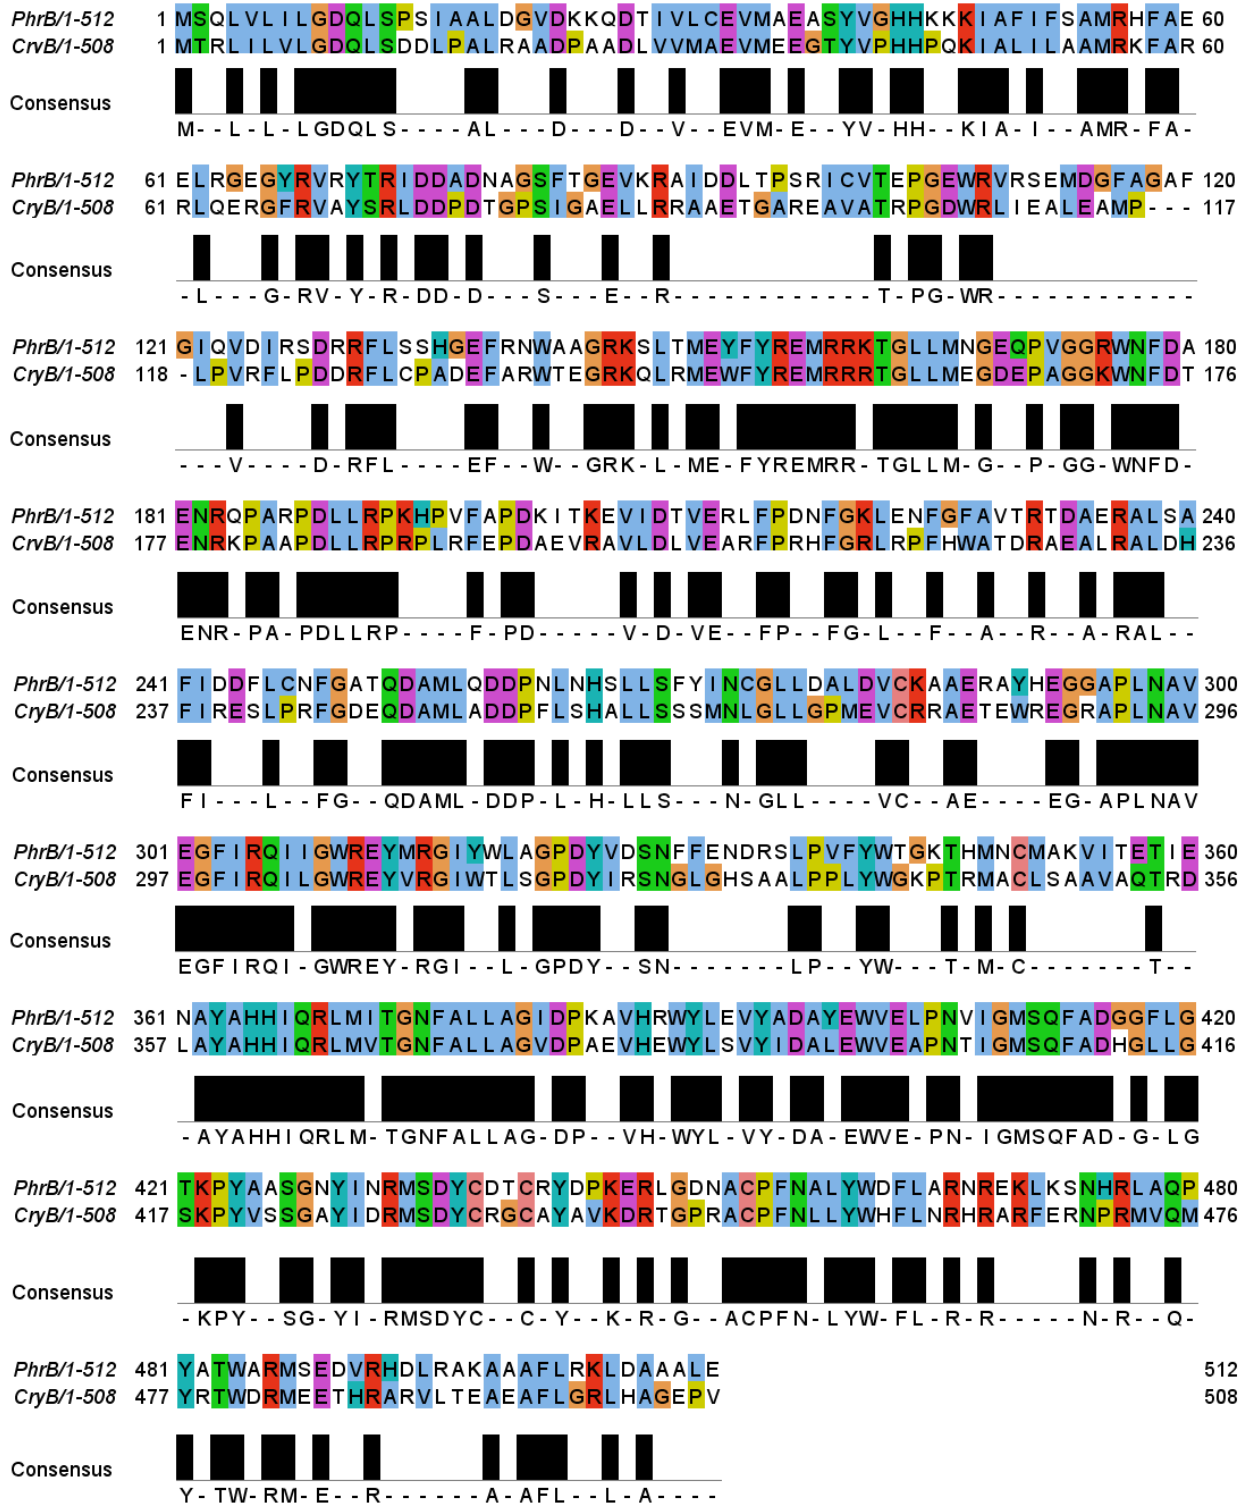 PhrB/1-512 1 MSQLVLILGDQLSPSIAALDGVDKKQDTIVLCEVMAEASYVGHHKKKIAFIFSAMRHFAE 60
CrvB/1-508 1 MTRLILVLGDQLSDDLPALRAADPAADLVVMAEVMEEGTYVPHHPQKIALILAAMRKFAR 60
Consensus
M--L-L-LGDQLS----AL---D---D--V--EVM-E--YV-HH--KIA-I--AMR-FA-
PhrB/1-512 61 ELRGEGYRVRYTRIDDADNAGSFTGEVKRAIDDLTPSRICVTEPGEWRVRSEMDGFAGAF 120
CryB/1-508 61 RLQERGFRVAYSRLDDPDTGPSIGAELLRRAAETGAREAVATRPGDWRLIEALEAMP--- 117
Consensus
-L---G-RV-Y-R-DD-D---S---E--R------------T-PG-WR------------
PhrB/1-512 121 GIQVDIRSDRRFLSSHGEFRNWAAGRKSLTMEYFYREMRRKTGLLMNGEQPVGGRWNFDA 180
CryB/1-508 118 -LPVRFLPDDRFLCPADEFARWTEGRKQLRMEWFYREMRRRTGLLMEGDEPAGGKWNFDT 176
Consensus
---V----D-RFL----EF--W--GRK-L-ME-FYREMRR-TGLLM-G--P-GG-WNFD-
PhrB/1-512 181 ENRQPARPDLLRPKHPVFAPDKITKEVIDTVERLFPDNFGKLENFGFAVTRTDAERALSA 240
CrvB/1-508 177 ENRKPAAPDLLRPRPLRFEPDAEVRAVLDLVEARFPRHFGRLRPFHWATDRAEALRALDH 236
Consensus
ENR-PA-PDLLRP----F-PD-----V-D-VE--FP--FG-L--F--A--R--A-RAL--
PhrB/1-512 241 FIDDFLCNFGATQDAMLQDDPNLNHSLLSFYINCGLLDALDVCKAAERAYHEGGAPLNAV 300
CryB/1-508 237 FIRESLPRFGDEQDAMLADDPFLSHALLSSSMNLGLLGPMEVCRRAETEWREGRAPLNAV 296
Consensus
FI---L--FG--QDAML-DDP-L-H-LLS---N-GLL----VC--AE----EG-APLNAV
PhrB/1-512 301 EGFIRQIIGWREYMRGIYWLAGPDYVDSNFFENDRSLPVFYWTGKTHMNCMAKVITETIE 360
CryB/1-508 297 EGFIRQILGWREYVRGIWTLSGPDYIRSNGLGHSAALPPLYWGKPTRMACLSAAVAQTRD 356
Consensus
EGFIRQI-GWREY-RGI--L-GPDY--SN-------LP--YW---T-M-C-------T--
PhrB/1-512 361 NAYAHHIQRLMITGNFALLAGIDPKAVHRWYLEVYADAYEWVELPNVIGMSQFADGGFLG 420
CryB/1-508 357 LAYAHHIQRLMVTGNFALLAGVDPAEVHEWYLSVYIDALEWVEAPNTIGMSQFADHGLLG 416
Consensus
-AYAHHIQRLM-TGNFALLAG-DP--VH-WYL-VY-DA-EWVE-PN-IGMSQFAD-G-LG
PhrB/1-512 421 TKPYAASGNYINRMSDYCDTCRYDPKERLGDNACPFNALYWDFLARNREKLKSNHRLAQP 480
CryB/1-508 417 SKPYVSSGAYIDRMSDYCRGCAYAVKDRTGPRACPFNLLYWHFLNRHRARFERNPRMVQM 476
Consensus
-KPY--SG-YI-RMSDYC--C-Y--K-R-G--ACPFN-LYW-FL-R-R-----N-R--Q-
PhrB/1-512 481 YATWARMSEDVRHDLRAKAAAFLRKLDAAALE 512
CryB/1-508 477 YRTWDRMEETHRARVLTEAEAFLGRLHAGEPV 508
Consensus
Y-TW-RM-E--R------A-AFL--L-A----